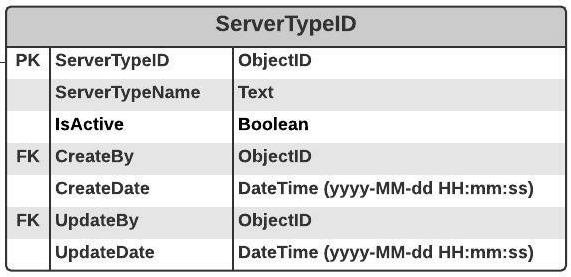 ServerTypeID
PK ServerTypeID ObjectID
ServerTypeName Text
IsActive Boolean
FK CreateBy ObjectID
CreateDate DateTime (yyyy-MM-dd HH:mm:ss)
FK UpdateBy ObjectID
UpdateDate DateTime (yyyy-MM-dd HH:mm:ss)